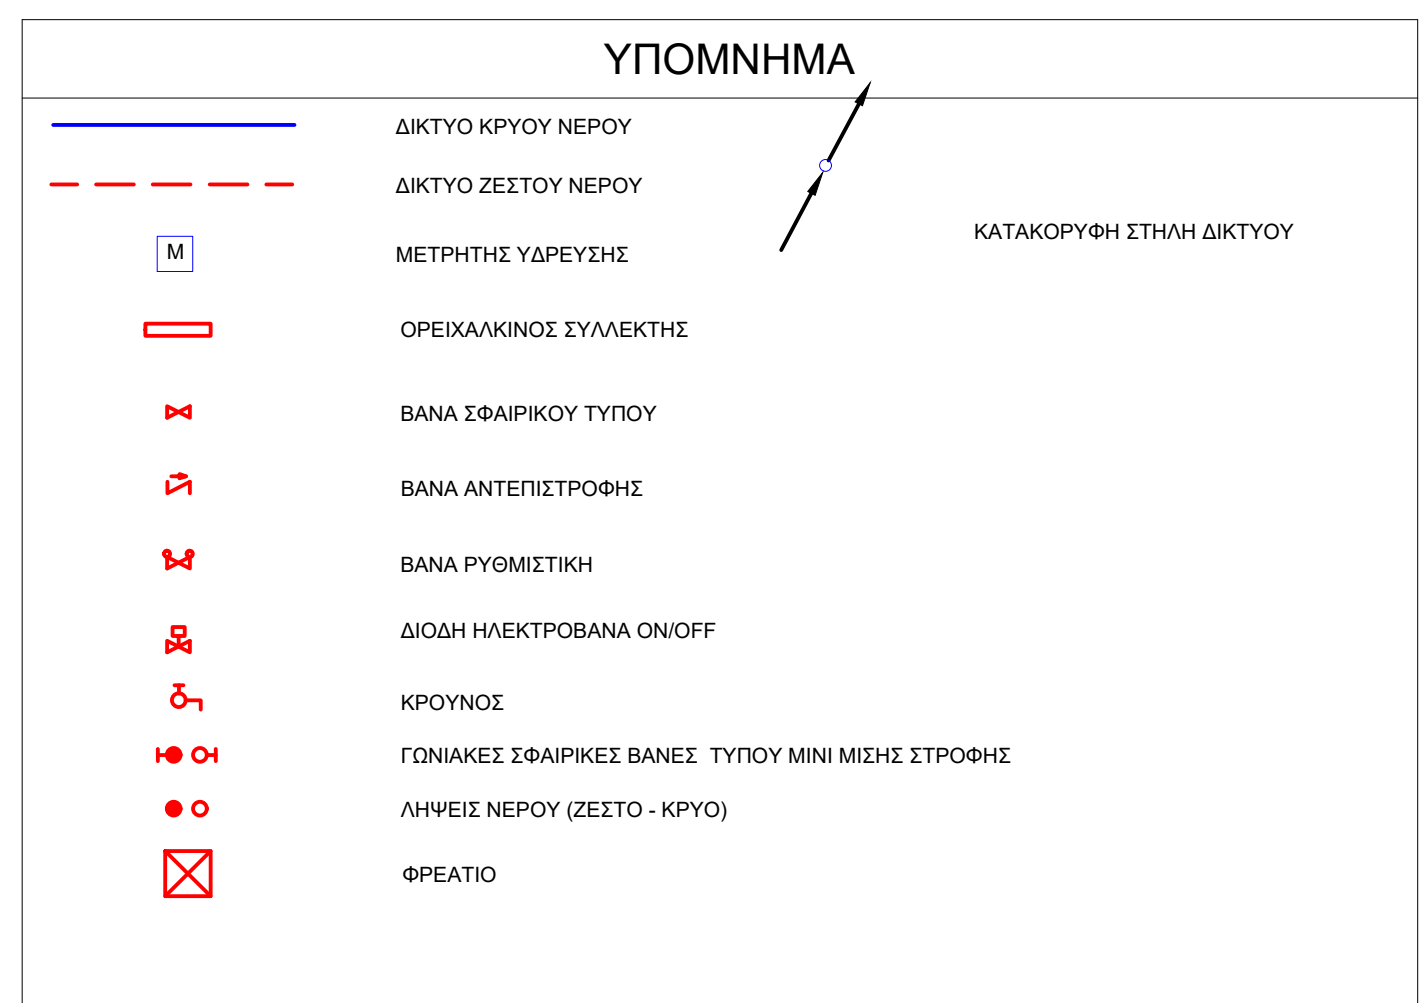 ΥΠΟΜΝΗΜΑ
ΔΙΚΤΥΟ ΚΡΥΟΥ ΝΕΡΟΥ
ΔΙΚΤΥΟ ΖΕΣΤΟΥ ΝΕΡΟΥ
ΚΑΤΑΚΟΡΥΦΗ ΣΤΗΛΗ ΔΙΚΤΥΟΥ
M
ΜΕΤΡΗΤΗΣ ΥΔΡΕΥΣΗΣ
ΟΡΕΙΧΑΛΚΙΝΟΣ ΣΥΛΛΕΚΤΗΣ
ΒΑΝΑ ΣΦΑΙΡΙΚΟΥ ΤΥΠΟΥ
ΒΑΝΑ ΑΝΤΕΠΙΣΤΡΟΦΗΣ
ΒΑΝΑ ΡΥΘΜΙΣΤΙΚΗ
ΔΙΟΔΗ ΗΛΕΚΤΡΟΒΑΝΑ ON/OFF
ΚΡΟΥΝΟΣ
ΓΩΝΙΑΚΕΣ ΣΦΑΙΡΙΚΕΣ ΒΑΝΕΣ ΤΥΠΟΥ ΜΙΝΙ ΜΙΣΗΣ ΣΤΡΟΦΗΣ
ΛΗΨΕΙΣ ΝΕΡΟΥ (ΖΕΣΤΟ - ΚΡΥΟ)
ΦΡΕΑΤΙΟ